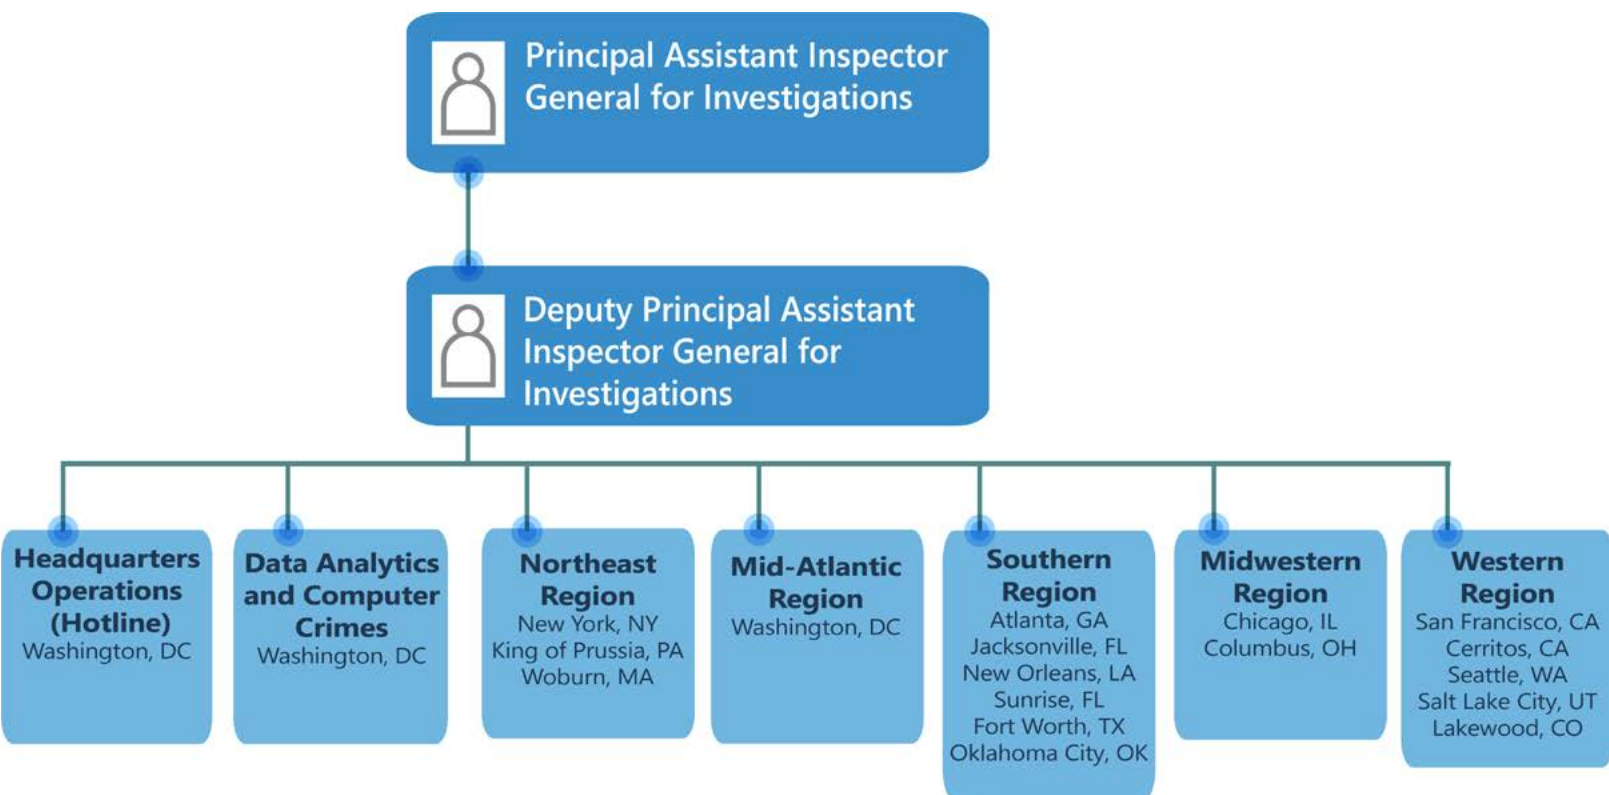 Principal Assistant Inspector
General for Investigations
Deputy Principal Assistant
Inspector General for
Investigations
Headquarters
Operations
(Hotline)
Washington, DC
Data Analytics
and Computer
Crimes
Washington, DC
Northeast
Region
New York, NY
King of Prussia, PA
Woburn, MA
Mid-Atlantic
Region
Washington, DC
Southern
Region
Atlanta, GA
Jacksonville, FL
New Orleans, LA
Sunrise, FL
Fort Worth, TX
Oklahoma City, OK
Midwestern
Region
Chicago, IL
Columbus, OH
Western
Region
San Francisco, CA
Cerritos, CA
Seattle, WA
Salt Lake City, UT
Lakewood, CO